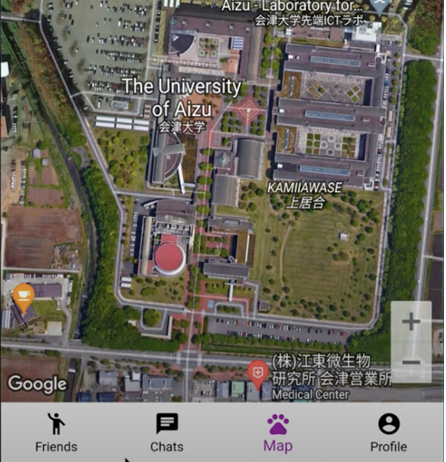 Aizu - Laboratory for...
会津大学先端ICTラボ
The University
of Aizu
会津大学
KAMIIAWASE
上居合
+
−
Google
(株)江東微生物
研究所 会津営業所
Medical Center
Friends
Chats
Map
Profile